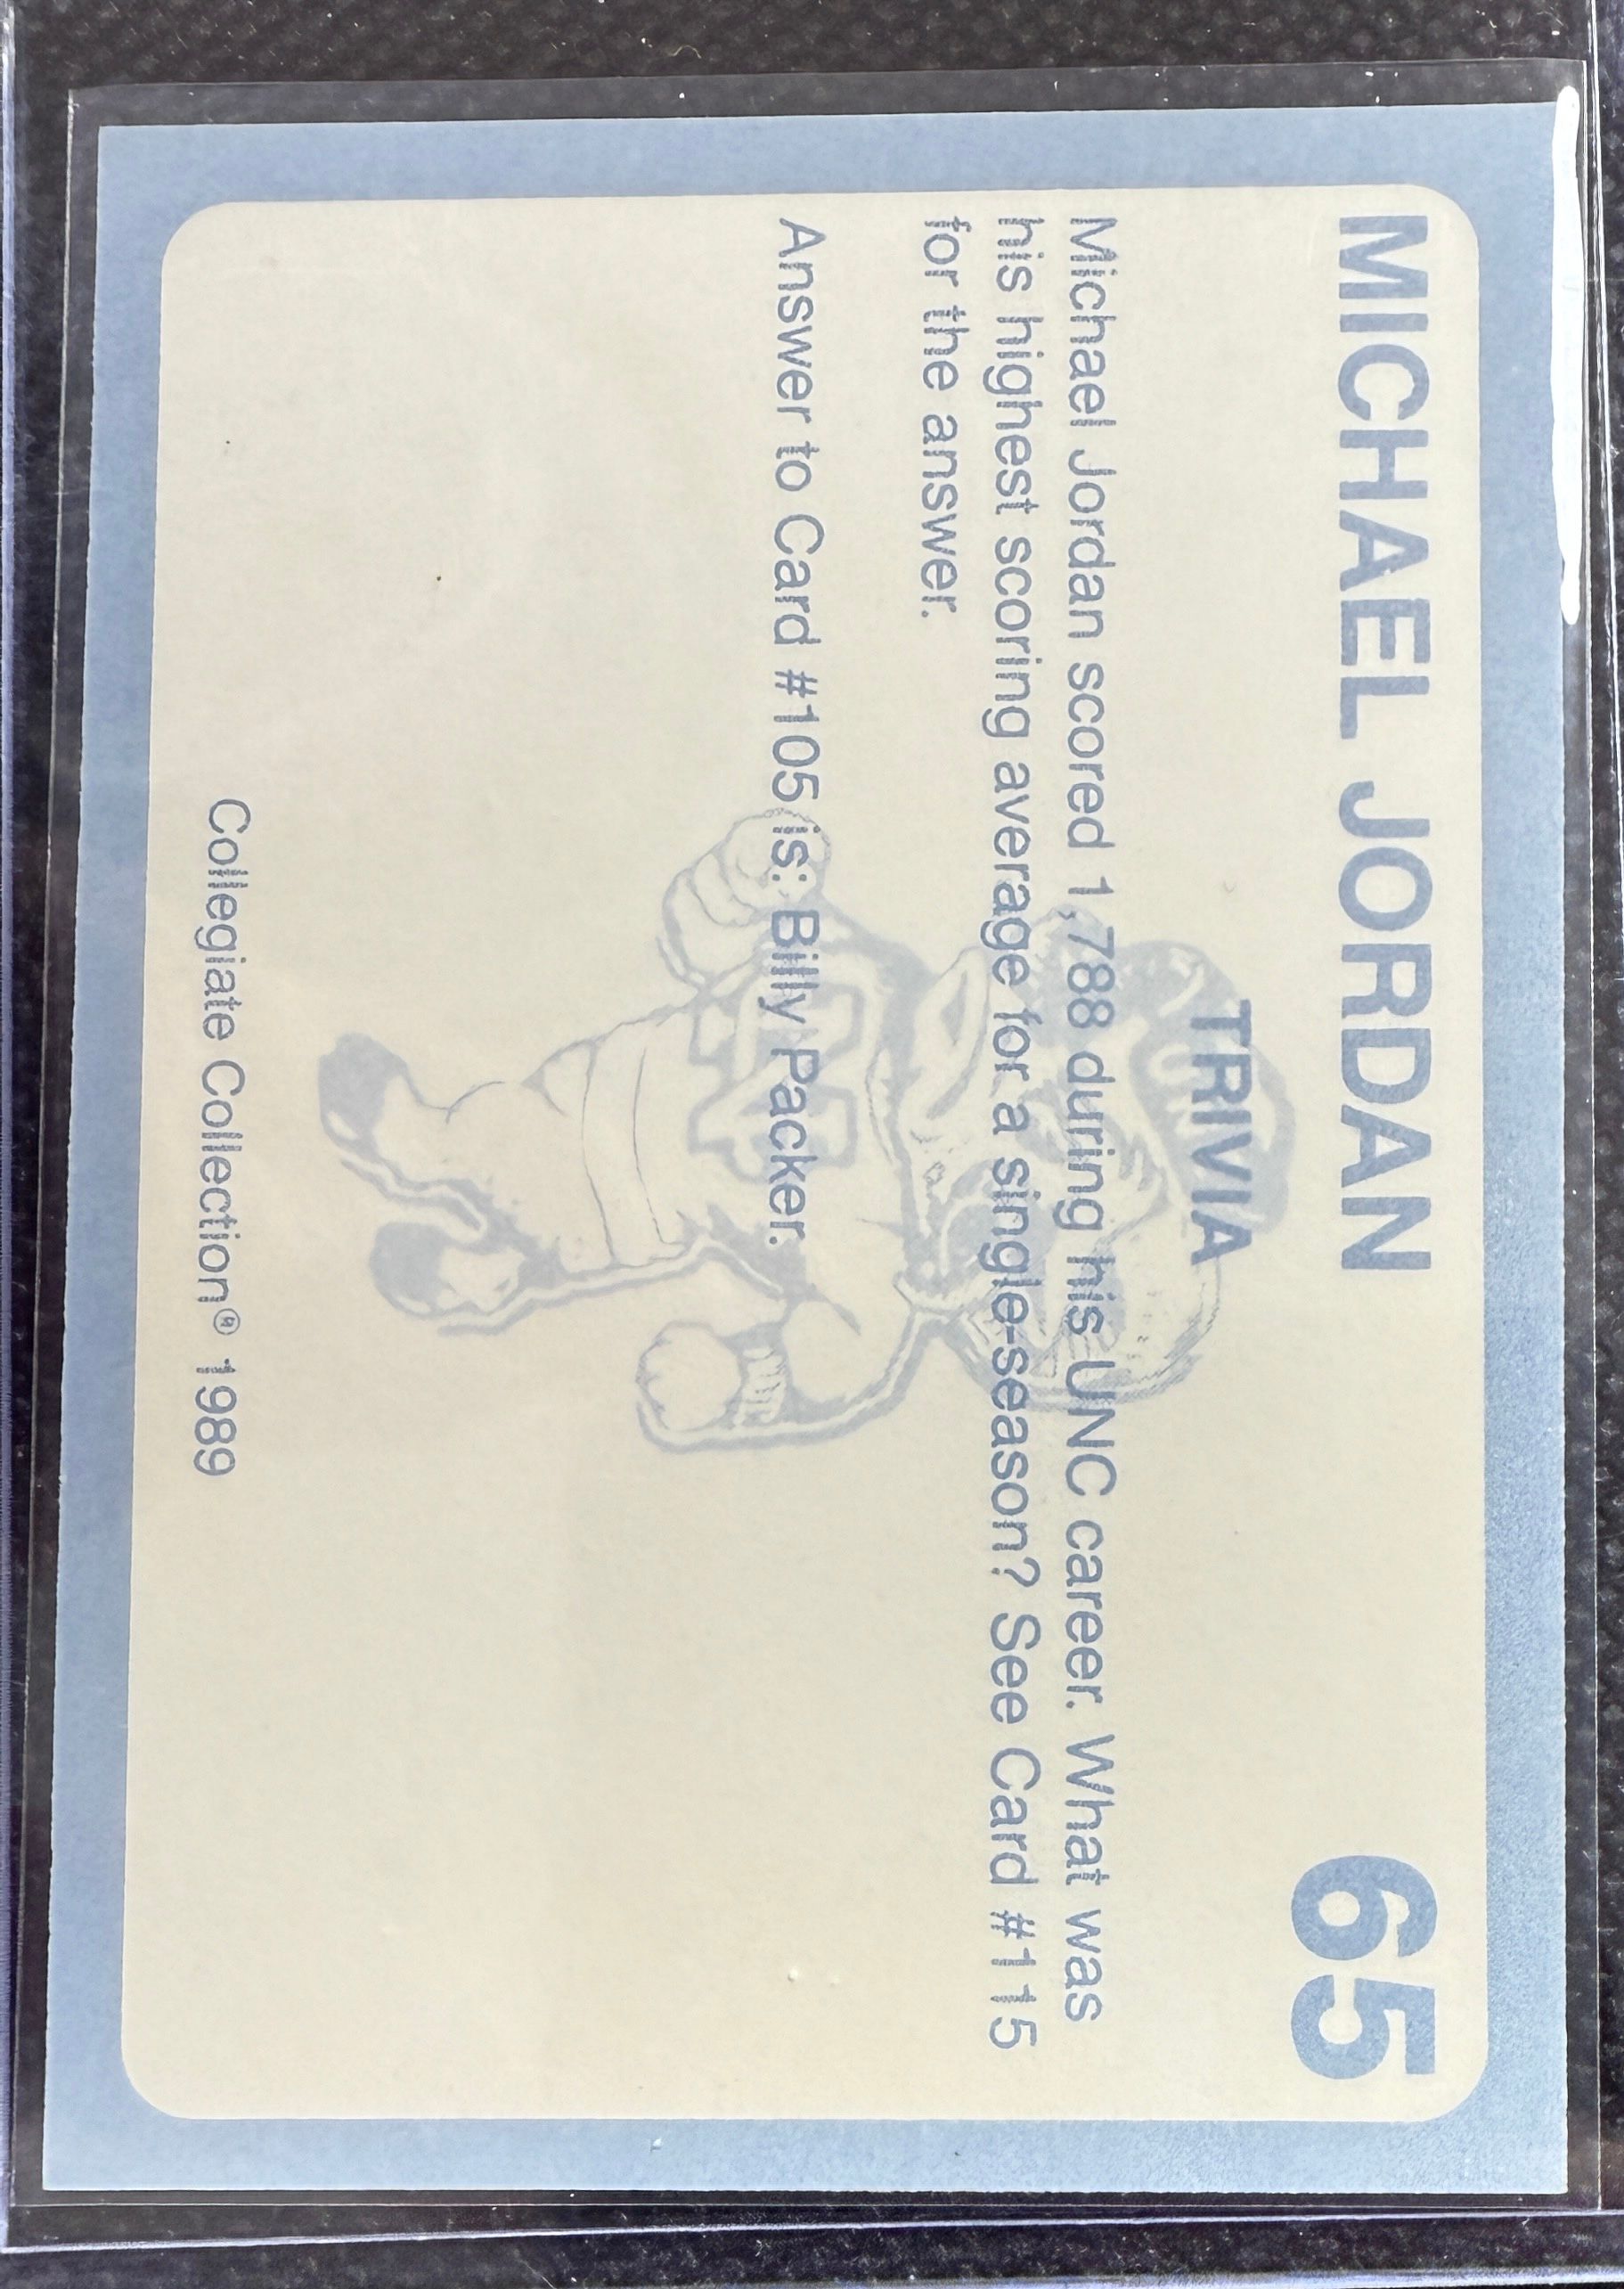 MICHAEL JORDAN 65
TRIVIA
Michael Jordan scored 1,788 during his UNC career. What was
his highest scoring average for a single-season? See Card #115
for the answer.
Answer to Card #105 is: Billy Packer.
Collegiate Collection® 1989